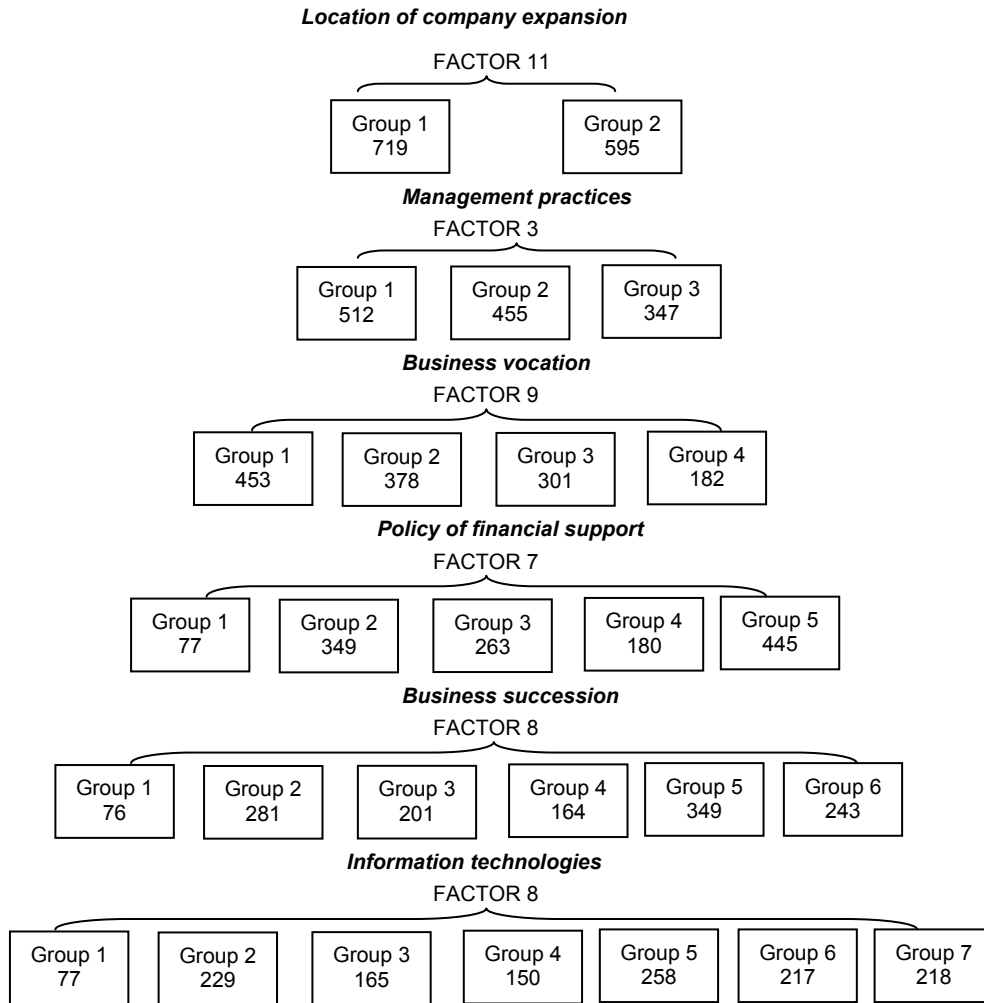 Location of company expansion
FACTOR 11
Group 1
719
Group 2
595
Management practices
FACTOR 3
Group 1
512
Group 2
455
Group 3
347
Business vocation
FACTOR 9
Group 1
453
Group 2
378
Group 3
301
Group 4
182
Policy of financial support
FACTOR 7
Group 1
77
Group 2
349
Group 3
263
Group 4
180
Group 5
445
Business succession
FACTOR 8
Group 1
76
Group 2
281
Group 3
201
Group 4
164
Group 5
349
Group 6
243
Information technologies
FACTOR 8
Group 1
77
Group 2
229
Group 3
165
Group 4
150
Group 5
258
Group 6
217
Group 7
218